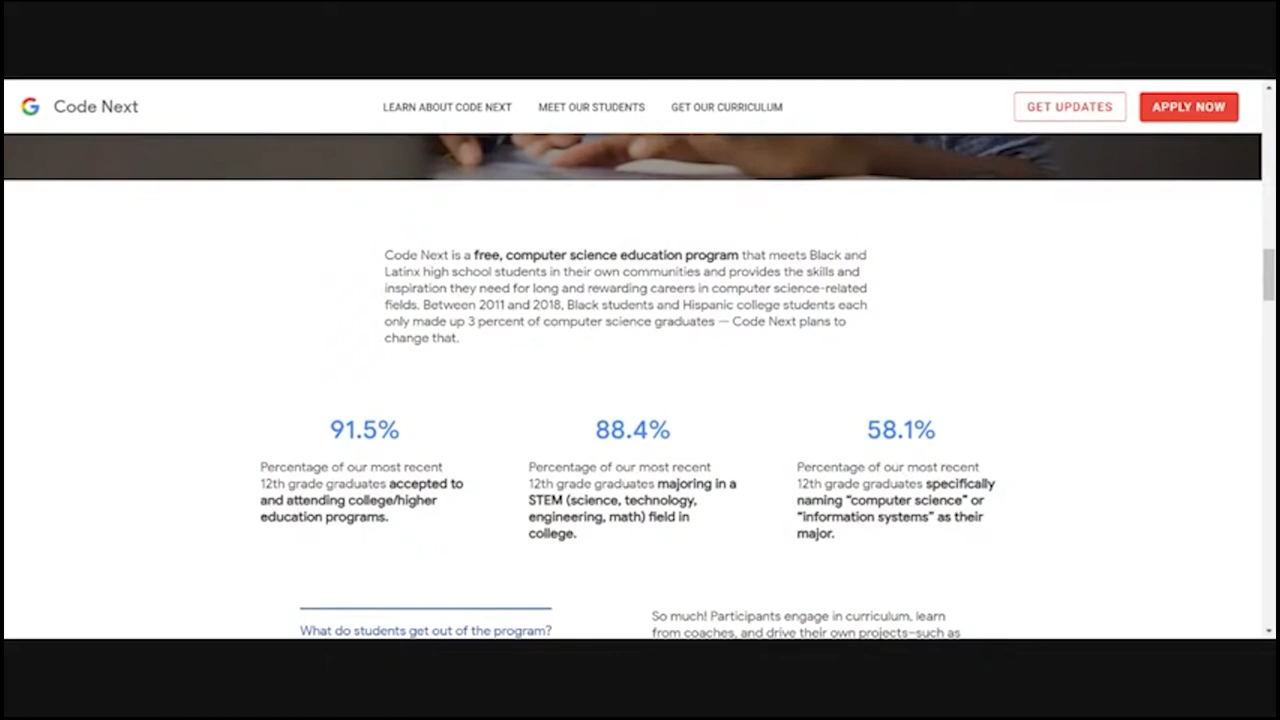 Code Next
LEARN ABOUT CODE NEXT
MEET OUR STUDENTS
GET OUR CURRICULUM
GET UPDATES
APPLY NOW
Code Next is a free, computer science education program that meets Black and
Latinx high school students in their own communities and provides the skills and
inspiration they need for long and rewarding careers in computer science-related
fields. Between 2011 and 2018, Black students and Hispanic college students each
only made up 3 percent of computer science graduates — Code Next plans to
change that.
91.5%
Percentage of our most recent
12th grade graduates accepted to
and attending college/higher
education programs.
88.4%
Percentage of our most recent
12th grade graduates majoring in a
STEM (science, technology,
engineering, math) field in
college.
58.1%
Percentage of our most recent
12th grade graduates specifically
naming “computer science” or
“information systems” as their
major.
What do students get out of the program?
So much! Participants engage in curriculum, learn
from coaches, and drive their own projects–such as